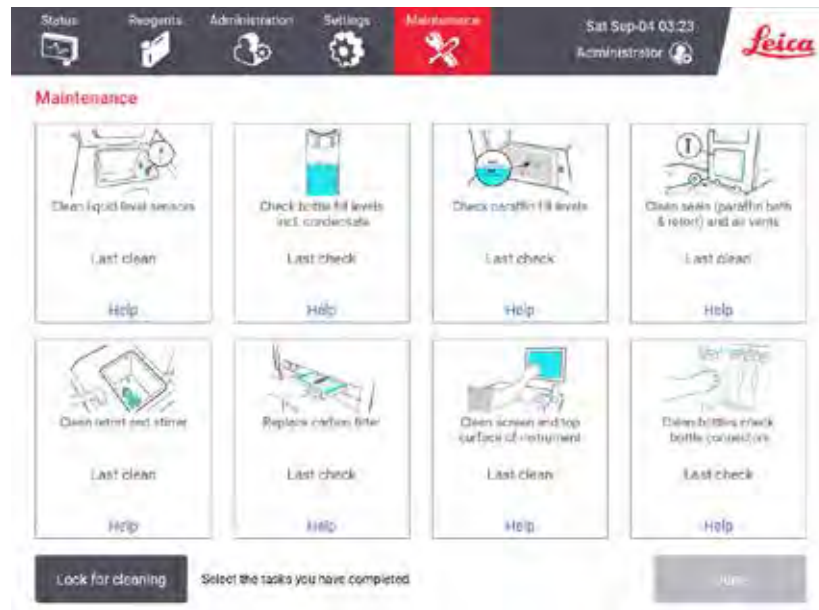 Status Reagents Administration Settings Maintenance
Sat Sep-04 03:23
Administrator
Leica
Maintenance
Clean liquid level sensors
Last clean
Help
Check bottle fill levels
incl. condensate
Last check
Help
Check paraffin fill levels
Last check
Help
Clean seals (paraffin bath
& retort) and air vents
Last clean
Help
Clean retort and stirrer
Last clean
Help
Replace carbon filter
Last check
Help
Clean screen and top
surface of instrument
Last clean
Help
Clean bottles check
bottle connectors
Last check
Help
Lock for cleaning
Select the tasks you have completed